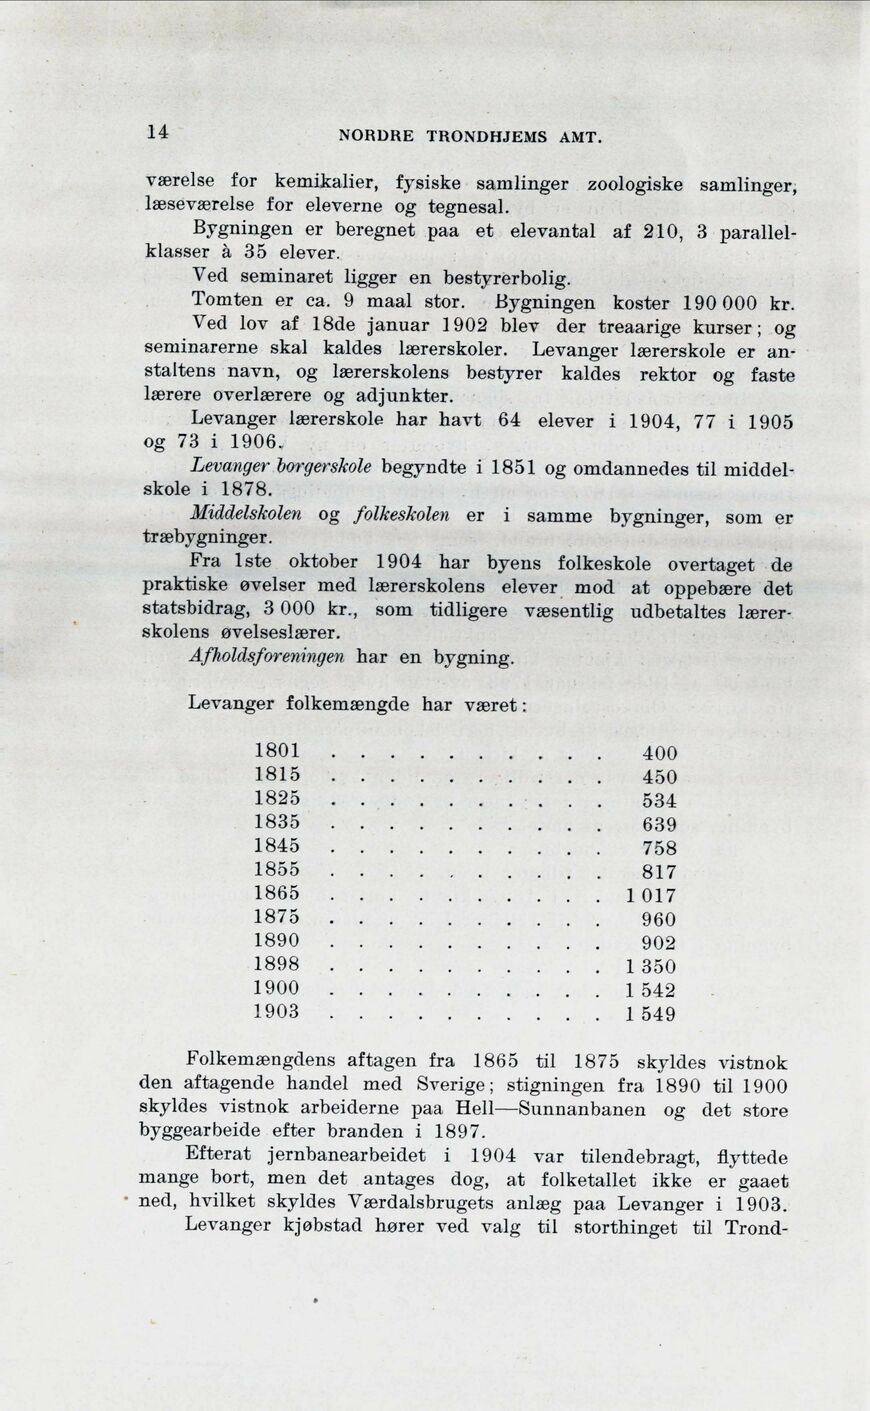 14
NORDRE TRONDHJEMS AMT.
værelse for kemikalier, fysiske samlinger zoologiske samlinger,
læseværelse for eleverne og tegnesal.
Bygningen er beregnet paa et elevantal af 210, 3 parallel-
klasser à 35 elever.
Ved seminaret ligger en bestyrerbolig.
Tomten er ca. 9 maal stor. Bygningen koster 190 000 kr.
Ved lov af 18de januar 1902 blev der treaarige kurser; og
seminarerne skal kaldes lærerskoler. Levanger lærerskole er an-
staltens navn, og lærerskolens bestyrer kaldes rektor og faste
lærere overlærere og adjunkter.
Levanger lærerskole har havt 64 elever i 1904, 77 i 1905
og 73 i 1906.
Levanger borgerskole begyndte i 1851 og omdannedes til middel-
skole i 1878.
Middelskolen og folkeskolen er i samme bygninger, som er
træbygninger.
Fra 1ste oktober 1904 har byens folkeskole overtaget de
praktiske øvelser med lærerskolens elever mod at oppebære det
statsbidrag, 3 000 kr., som tidligere væsentlig udbetaltes lærer-
skolens øvelseslærer.
Afholdsforeningen har en bygning.
Levanger folkemængde har været:
1801 . . . . . . . . . . 400
1815 . . . . . . . . . . 450
1825 . . . . . . . . . . 534
1835 . . . . . . . . . . 639
1845 . . . . . . . . . . 758
1855 . . . . . . . . . . 817
1865 . . . . . . . . . . 1 017
1875 . . . . . . . . . . 960
1890 . . . . . . . . . . 902
1898 . . . . . . . . . . 1 350
1900 . . . . . . . . . . 1 542
1903 . . . . . . . . . . 1 549
Folkemængdens aftagen fra 1865 til 1875 skyldes vistnok
den aftagende handel med Sverige; stigningen fra 1890 til 1900
skyldes vistnok arbeiderne paa Hell—Sunnanbanen og det store
byggearbeide efter branden i 1897.
Efterat jernbanearbeidet i 1904 var tilendebragt, flyttede
mange bort, men det antages dog, at folketallet ikke er gaaet
ned, hvilket skyldes Værdalsbrugets anlæg paa Levanger i 1903.
Levanger kjøbstad hører ved valg til storthinget til Trond-